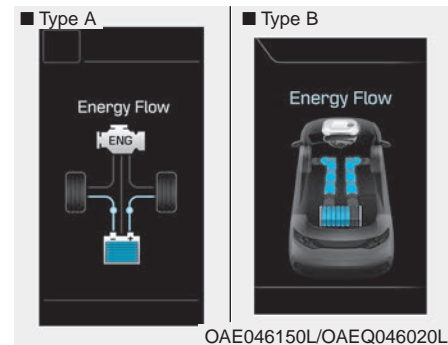 ■ Type A
■ Type B
Energy Flow
ENG
Energy Flow
OAE046150L/OAEQ046020L